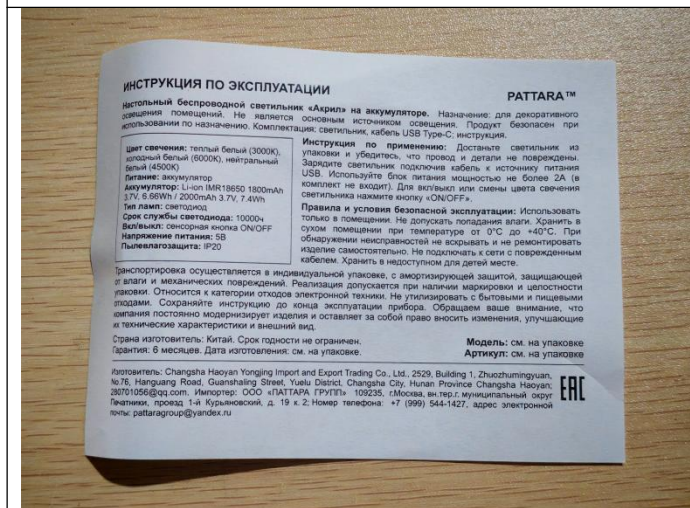 ИНСТРУКЦИЯ ПО ЭКСПЛУАТАЦИИ
PATTARA™
Настольный беспроводной светильник «Акрил» на аккумуляторе. Назначение: для декоративного
освещения помещений. Не является основным источником освещения. Продукт безопасен при
использовании по назначению. Комплектация: светильник, кабель USB Type-C; инструкция.
Цвет свечения: теплый белый (3000K),
холодный белый (6000K), нейтральный
белый (4500K)
Питание: аккумулятор
Аккумулятор: Li-ion IMR18650 1800mAh
3.7V, 6.66Wh / 2000mAh 3.7V, 7.4Wh
Тип ламп: светодиод
Срок службы светодиода: 10000ч
Вкл/выкл: сенсорная кнопка ON/OFF
Напряжение питания: 5В
Пылевлагозащита: IP20
Инструкция по применению: Достаньте светильник из
упаковки и убедитесь, что провод и детали не повреждены.
Зарядите светильник подключив кабель к источнику питания
USB. Используйте блок питания мощностью не более 2А (в
комплект не входит). Для вкл/выкл или смены цвета свечения
светильника нажмите кнопку «ON/OFF».
Правила и условия безопасной эксплуатации: Использовать
только в помещении. Не допускать попадания влаги. Хранить в
сухом помещении при температуре от 0°С до +40°С. При
обнаружении неисправностей не вскрывать и не ремонтировать
изделие самостоятельно. Не подключать к сети с поврежденным
кабелем. Хранить в недоступном для детей месте.
Транспортировка осуществляется в индивидуальной упаковке, с амортизирующей защитой, защищающей
от влаги и механических повреждений. Реализация допускается при наличии маркировки и целостности
упаковки. Относится к категории отходов электронной техники. Не утилизировать с бытовыми и пищевыми
отходами. Сохраняйте инструкцию до конца эксплуатации прибора. Обращаем ваше внимание, что
компания постоянно модернизирует изделия и оставляет за собой право вносить изменения, улучшающие
их технические характеристики и внешний вид.
Страна изготовитель: Китай. Срок годности не ограничен.
Гарантия: 6 месяцев. Дата изготовления: см. на упаковке.
Модель: см. на упаковке
Артикул: см. на упаковке
Изготовитель: Changsha Haoyan Yongjing Import and Export Trading Co., Ltd., 2529, Building 1, Zhuozhumingyuan,
No.76, Hanguang Road, Guanshaling Street, Yuelu District, Changsha City, Hunan Province Changsha Haoyan;
280701056@qq.com. Импортер: ООО «ПАТТАРА ГРУПП» 109235, г.Москва, вн.тер.г. муниципальный округ
Печатники, проезд 1-й Курьяновский, д. 19 к. 2; Номер телефона: +7 (999) 544-1427, адрес электронной
почты: pattaragroup@yandex.ru
EAC